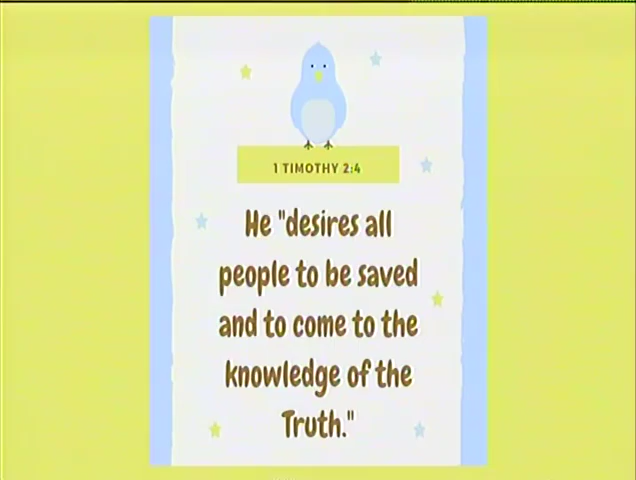 1 TIMOTHY 2:4
He "desires all
people to be saved
and to come to the
knowledge of the
Truth."